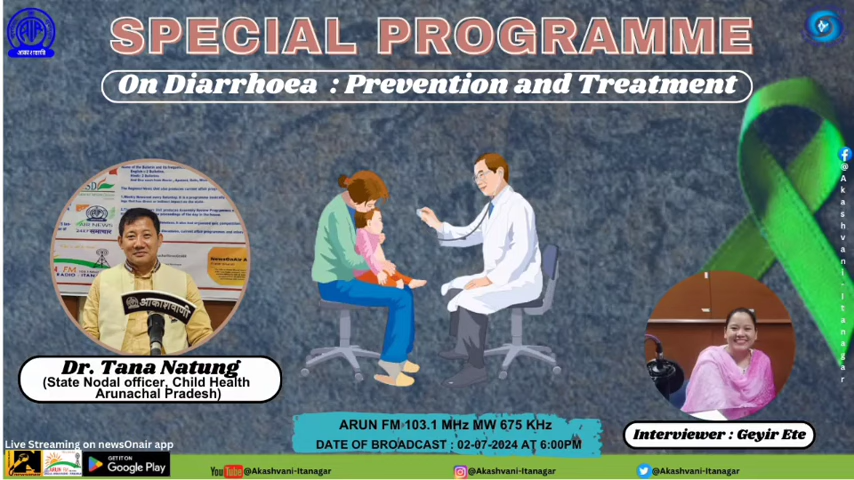 आकाशवाणी
SPECIAL PROGRAMME
On Diarrhoea : Prevention and Treatment
@Akashvani-Itanagar
आकाशवाणी
Dr. Tana Natung
(State Nodal officer, Child Health
Arunachal Pradesh)
ARUN FM 103.1 MHz MW 675 KHz
DATE OF BROADCAST : 02-07-2024 AT 6:00PM
Interviewer : Geyir Ete
Live Streaming on newsOnair app
GET IT ON
Google Play
YouTube @Akashvani-Itanagar
@Akashvani-Itanagar
@Akashvani-Itanagar